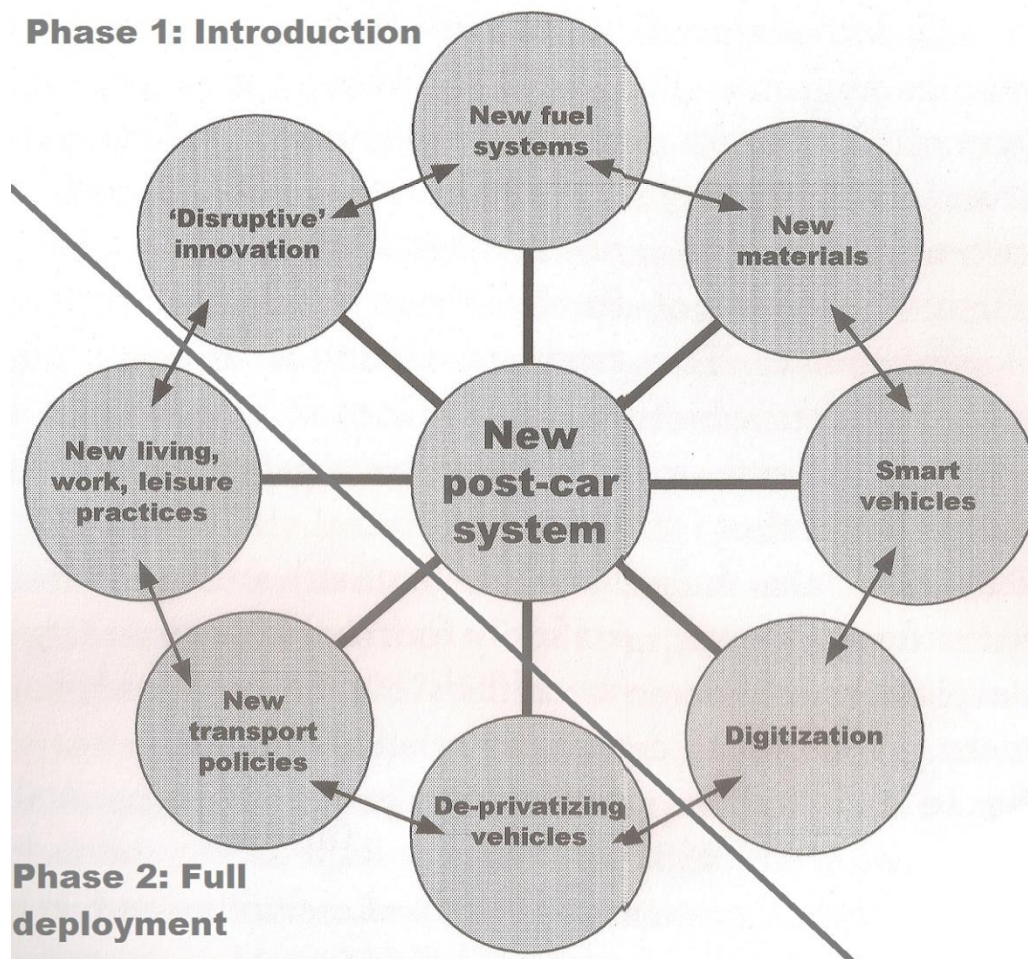 Phase 1: Introduction
New fuel
systems
‘Disruptive’
innovation
New
materials
New living,
work, leisure
practices
New
post-car
system
Smart
vehicles
New
transport
policies
Digitization
De-privatizing
vehicles
Phase 2: Full
deployment